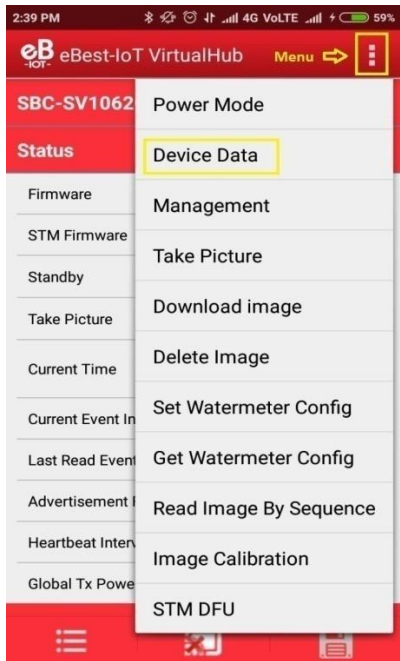 2:39 PM 4G VoLTE 59%
eB -IOT- eBest-IoT VirtualHub Menu
SBC-SV1062
Status
Firmware
STM Firmware
Standby
Take Picture
Current Time
Current Event In
Last Read Event
Advertisement
Heartbeat Interv
Global Tx Powe
Power Mode
Device Data
Management
Take Picture
Download image
Delete Image
Set Watermeter Config
Get Watermeter Config
Read Image By Sequence
Image Calibration
STM DFU